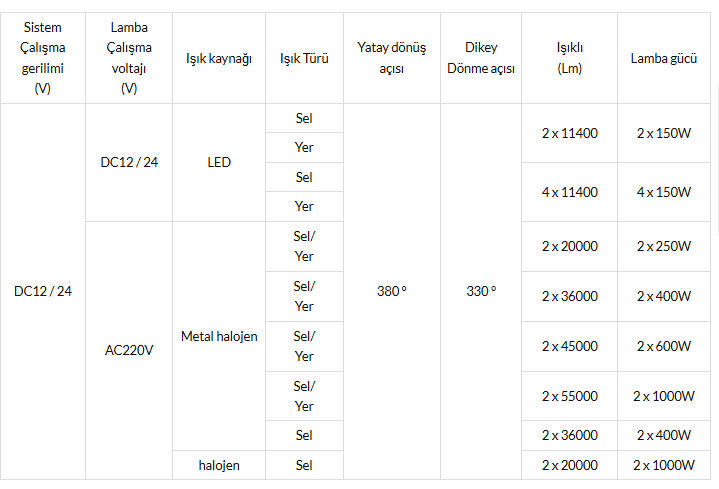 Sistem
Çalışma
gerilimi
(V)
Lamba
Çalışma
voltajı
(V)
Işık kaynağı
Işık Türü
Yatay dönüş
açısı
Dikey
Dönme açısı
Işıklı
(Lm)
Lamba gücü
DC12 / 24
DC12 / 24
LED
Sel
Yer
Sel
Yer
380 °
330 °
2 x 11400
2 x 150W
4 x 11400
4 x 150W
AC220V
Metal halojen
Sel/
Yer
2 x 20000
2 x 250W
Sel/
Yer
2 x 36000
2 x 400W
Sel/
Yer
2 x 45000
2 x 600W
Sel/
Yer
2 x 55000
2 x 1000W
Sel
2 x 36000
2 x 400W
halojen
Sel
2 x 20000
2 x 1000W